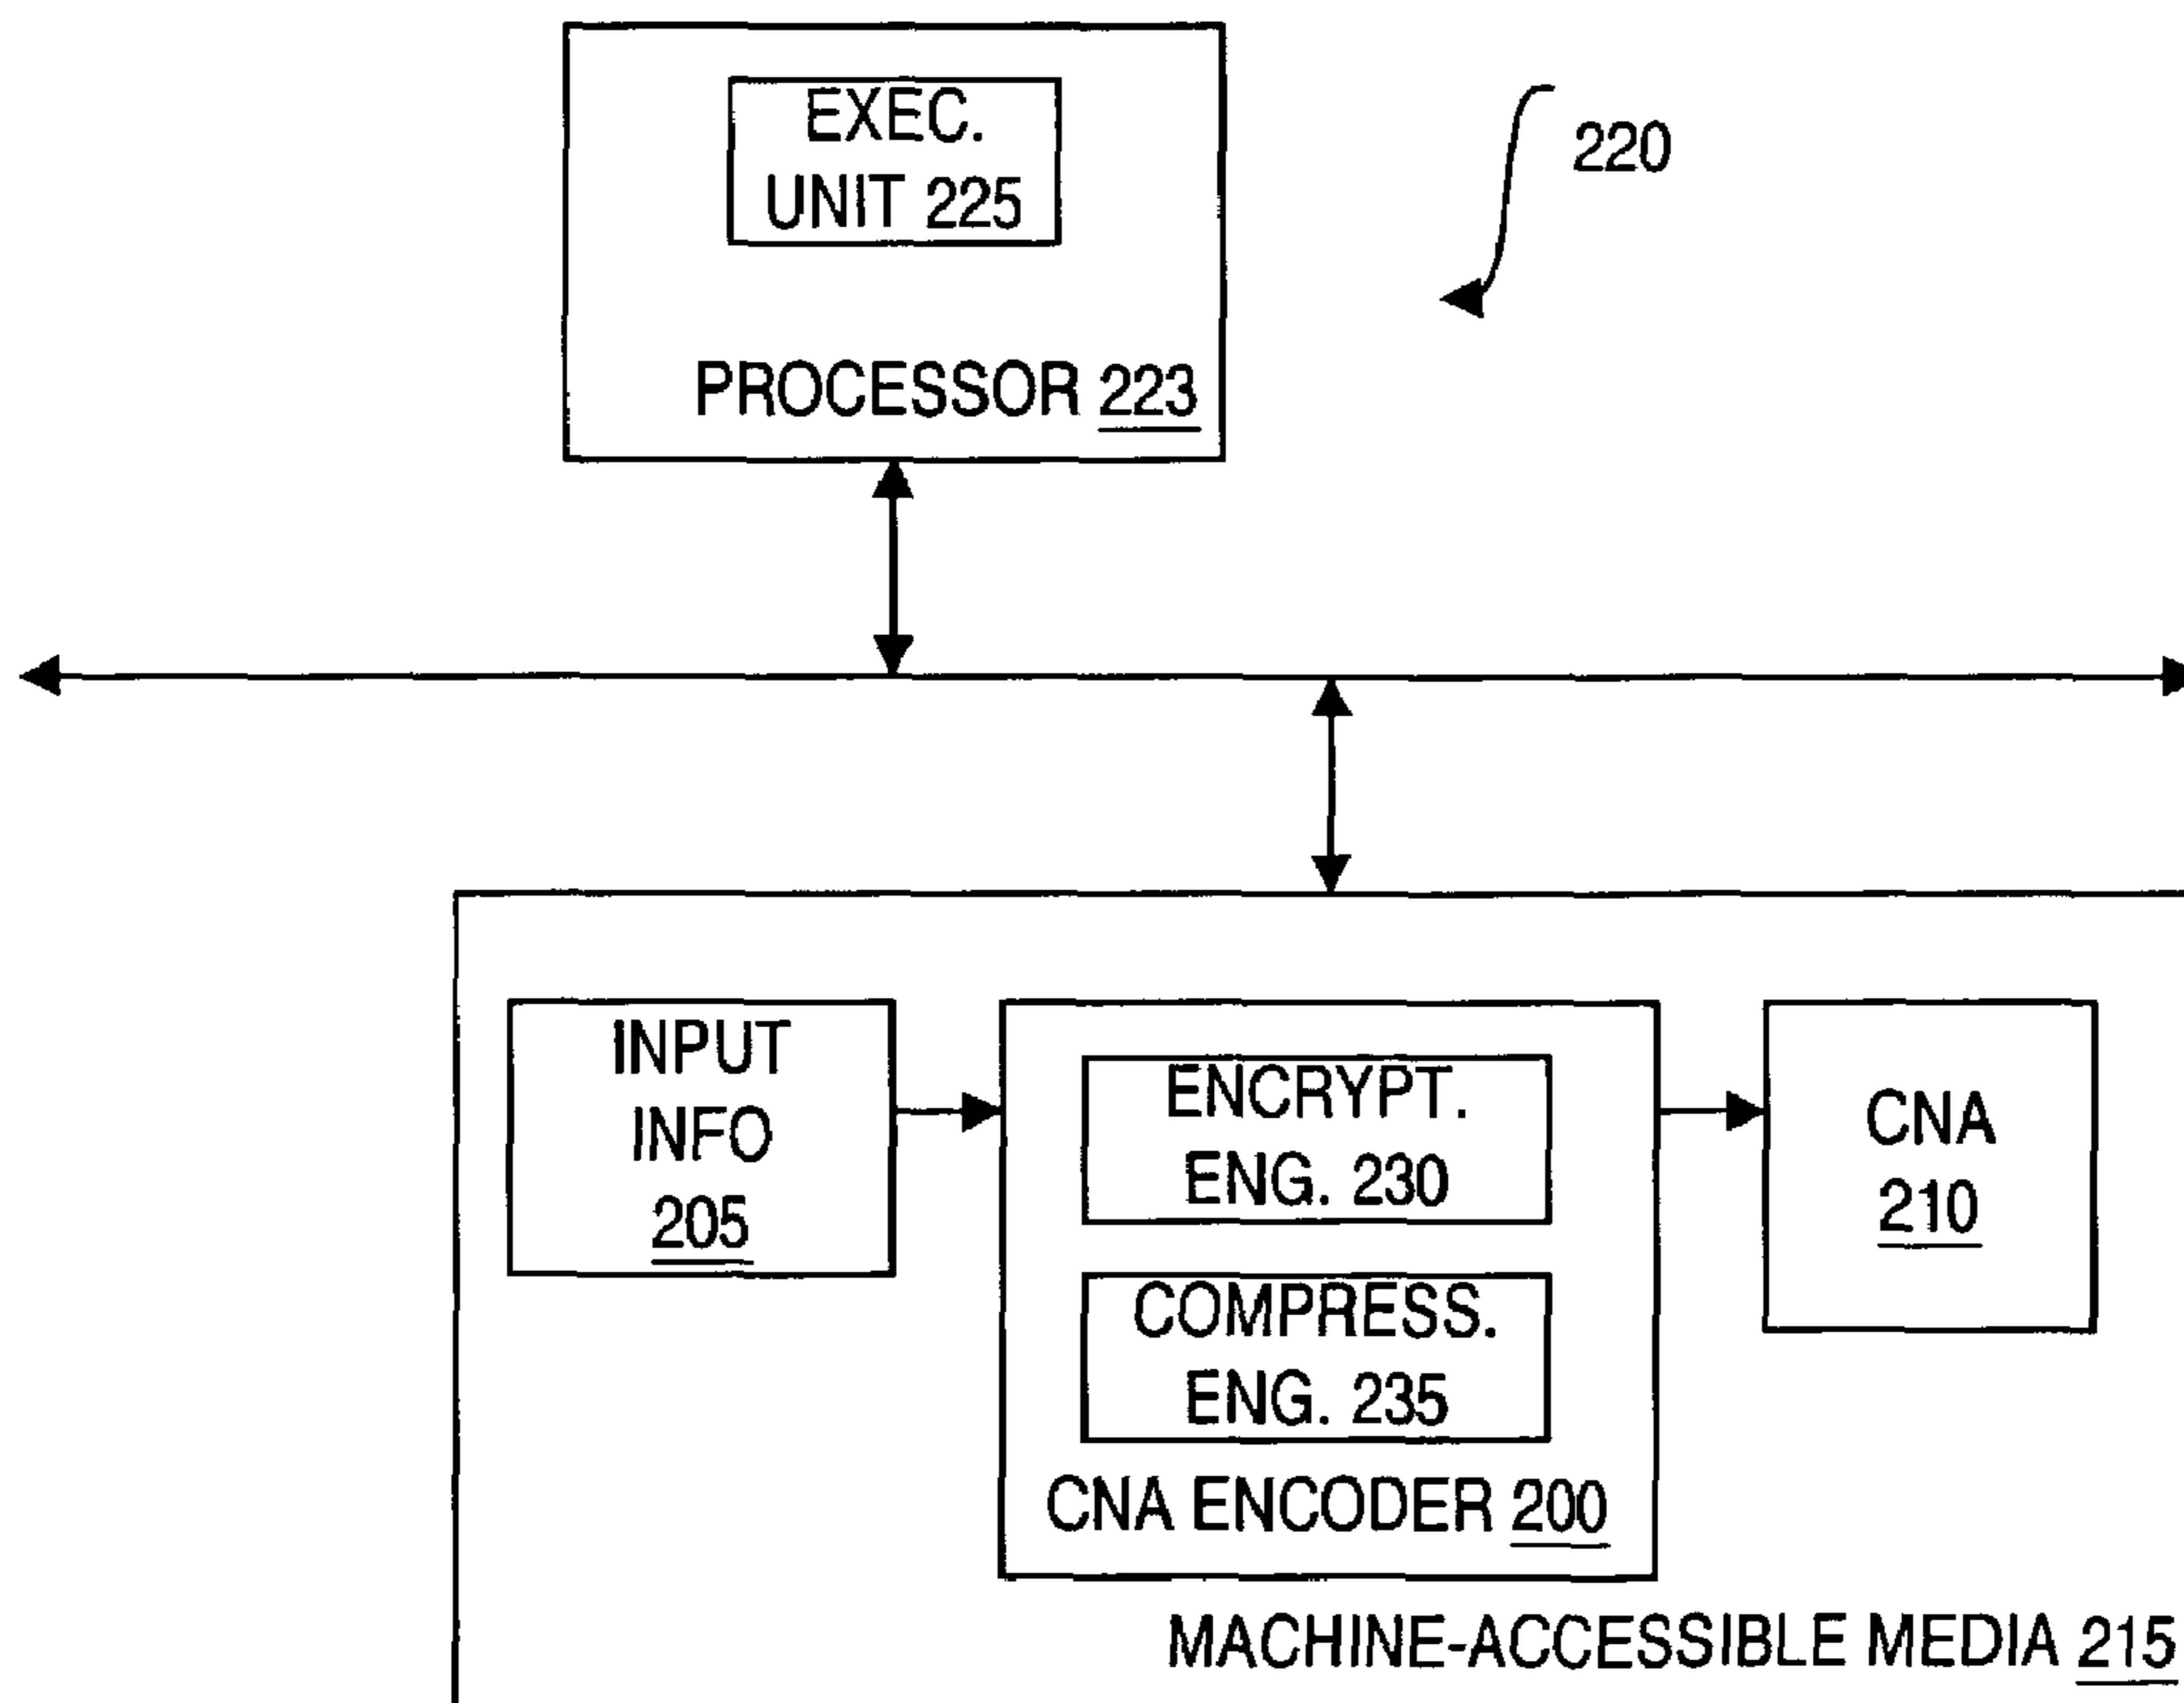 EXEC.
UNIT 225
220
PROCESSOR 223
INPUT
INFO
205
ENCRYPT.
ENG. 230
COMPRESS.
ENG. 235
CNA ENCODER 200
CNA
210
MACHINE-ACCESSIBLE MEDIA 215